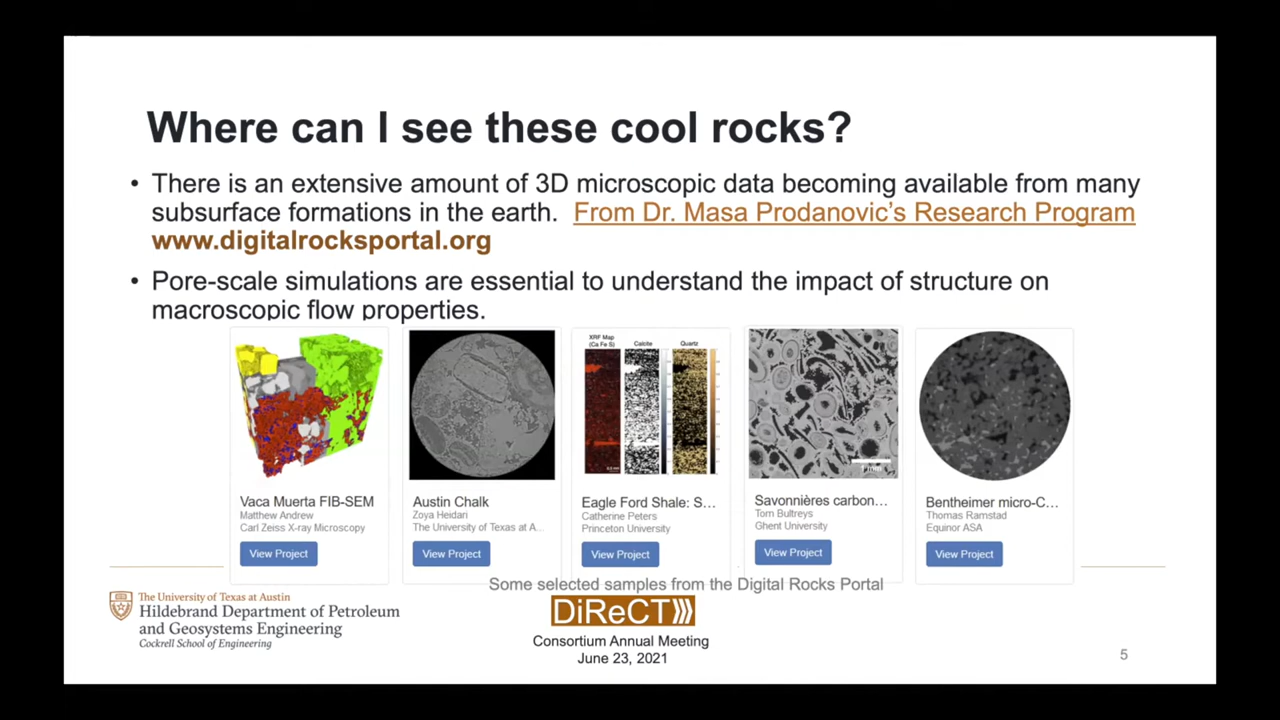 Where can I see these cool rocks?
• There is an extensive amount of 3D microscopic data becoming available from many
subsurface formations in the earth. From Dr. Masa Prodanovic's Research Program
www.digitalrocksportal.org
• Pore-scale simulations are essential to understand the impact of structure on
macroscopic flow properties.
XRF Map
(Ca Fe S)
Calcite
Quartz
1 mm
Vaca Muerta FIB-SEM
Matthew Andrew
Carl Zeiss X-ray Microscopy
View Project
Austin Chalk
Zoya Heidari
The University of Texas at A...
View Project
Eagle Ford Shale: S...
Catherine Peters
Princeton University
View Project
Savonnières carbon...
Tom Bultreys
Ghent University
View Project
Bentheimer micro-C...
Thomas Ramstad
Equinor ASA
View Project
Some selected samples from the Digital Rocks Portal
The University of Texas at Austin
Hildebrand Department of Petroleum
and Geosystems Engineering
Cockrell School of Engineering
DiReCT
Consortium Annual Meeting
June 23, 2021
5